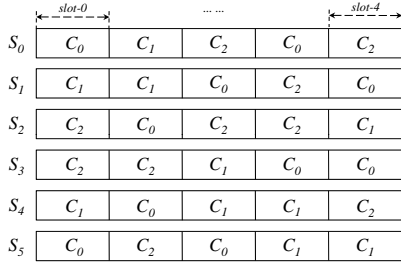 slot-0 ... ... slot-4
S0 C0 C1 C2 C0 C2
S1 C1 C1 C0 C2 C0
S2 C2 C0 C2 C2 C1
S3 C2 C2 C1 C0 C0
S4 C1 C0 C1 C1 C2
S5 C0 C2 C0 C1 C1